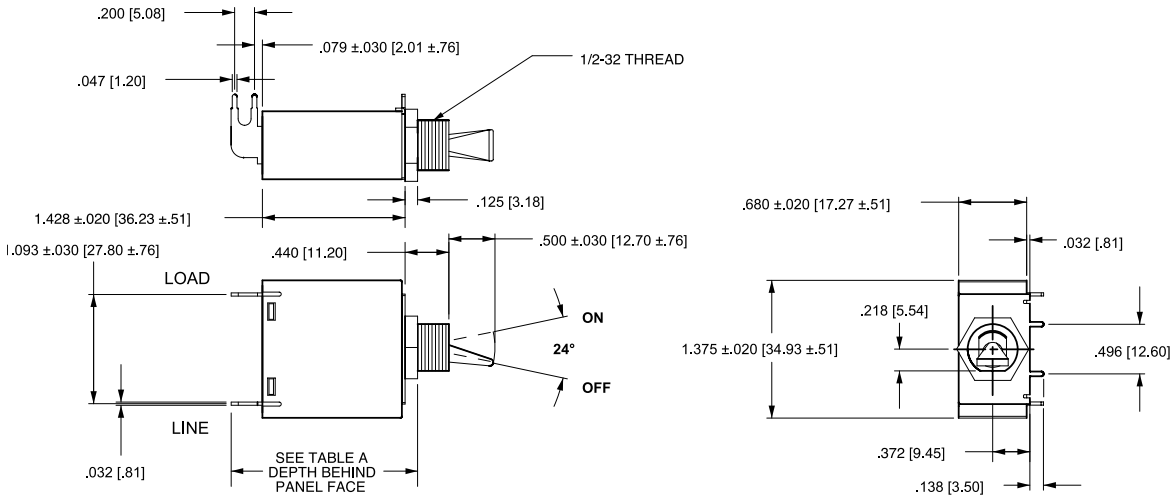 .200 [5.08]
.079 ±.030 [2.01 ±.76]
1/2-32 THREAD
.047 [1.20]
.125 [3.18]
1.428 ±.020 [36.23 ±.51]
.680 ±.020 [17.27 ±.51]
.500 ±.030 [12.70 ±.76]
1.093 ±.030 [27.80 ±.76]
.440 [11.20]
.032 [.81]
LOAD
ON
.218 [5.54]
24°
1.375 ±.020 [34.93 ±.51]
.496 [12.60]
OFF
LINE
.032 [.81]
SEE TABLE A
DEPTH BEHIND
PANEL FACE
.372 [9.45]
.138 [3.50]